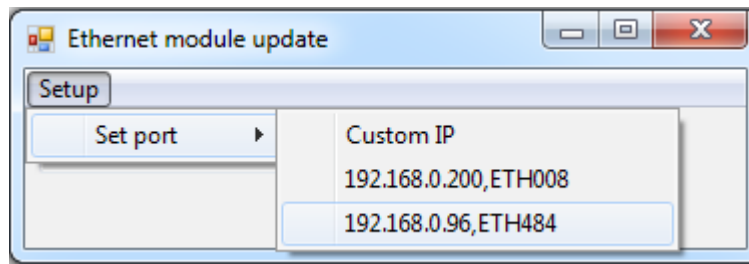 Ethernet module update
Setup
Set port
Custom IP
192.168.0.200,ETH008
192.168.0.96,ETH484